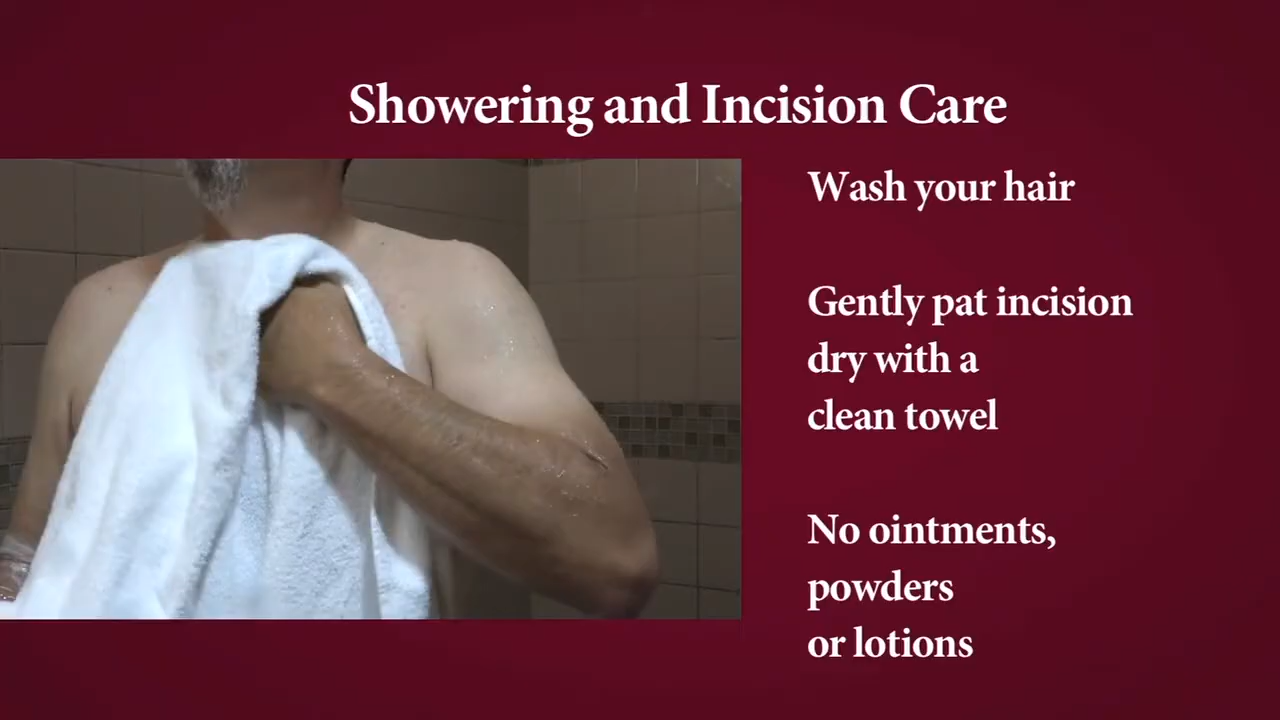 Showering and Incision Care
Wash your hair
Gently pat incision
dry with a
clean towel
No ointments,
powders
or lotions